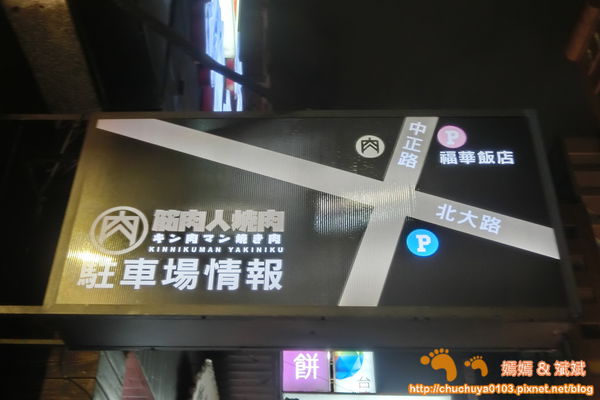 肉
中正路
P
福華飯店
北大路
P
肉
筋肉人燒肉
キン肉マン焼き肉
KINNIKUMAN YAKINIKU
駐車場情報
餅
台
嫣嫣 & 斌斌
http://chuchuya0103.pixnet.net/blog